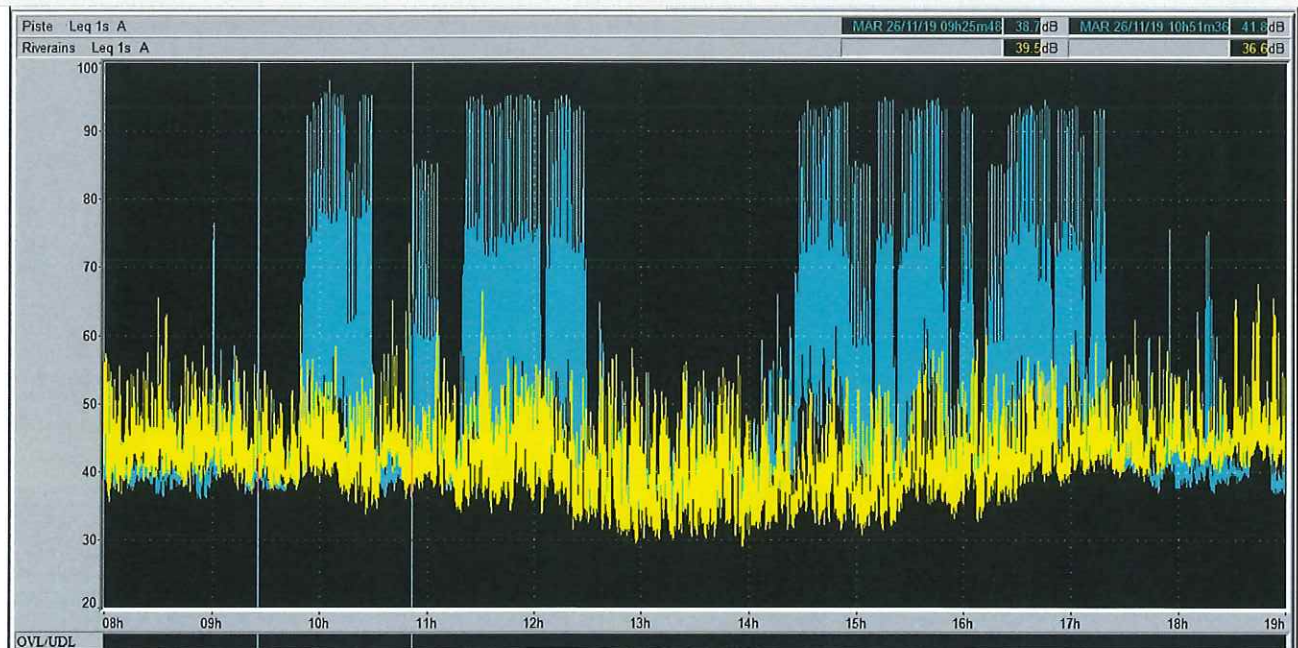 Piste Leq 1s A MAR 26/11/19 09h25m48 38.7dB MAR 26/11/19 10h51m36 41.8dB
Riverains Leq 1s A 39.5dB 36.6dB
100
90
80
70
60
50
40
30
20
08h 09h 10h 11h 12h 13h 14h 15h 16h 17h 18h 19h
OVL/UDL